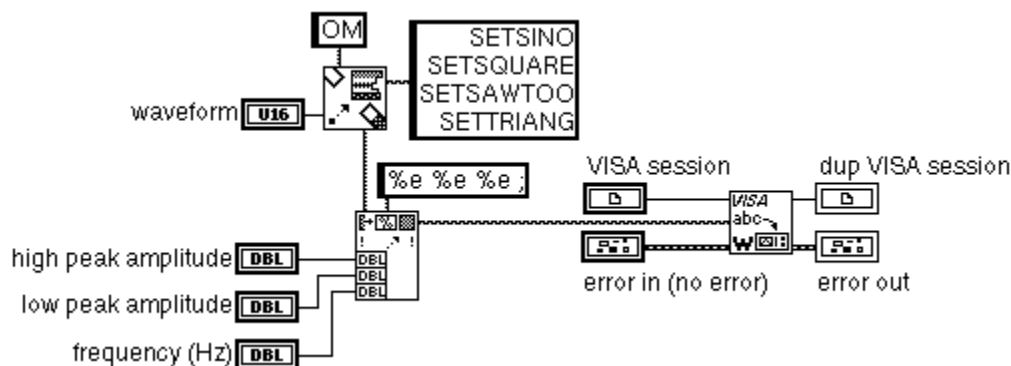 OM
SETSINO
SETSQUARE
SETSAWTOO
SETTRIANG
waveform U16
%e %e %e ;
VISA session
dup VISA session
VISA
abc
W
error in (no error)
error out
high peak amplitude DBL
DBL
low peak amplitude DBL
DBL
frequency (Hz) DBL
DBL